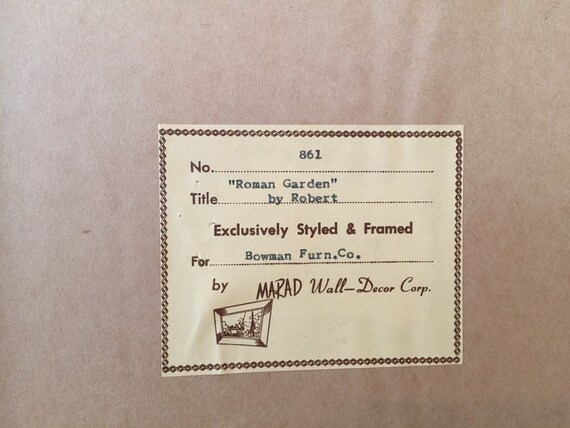 No. 861
"Roman Garden"
Title by Robert
Exclusively Styled & Framed
For Bowman Furn.Co.
by MARAD Wall-Decor Corp.